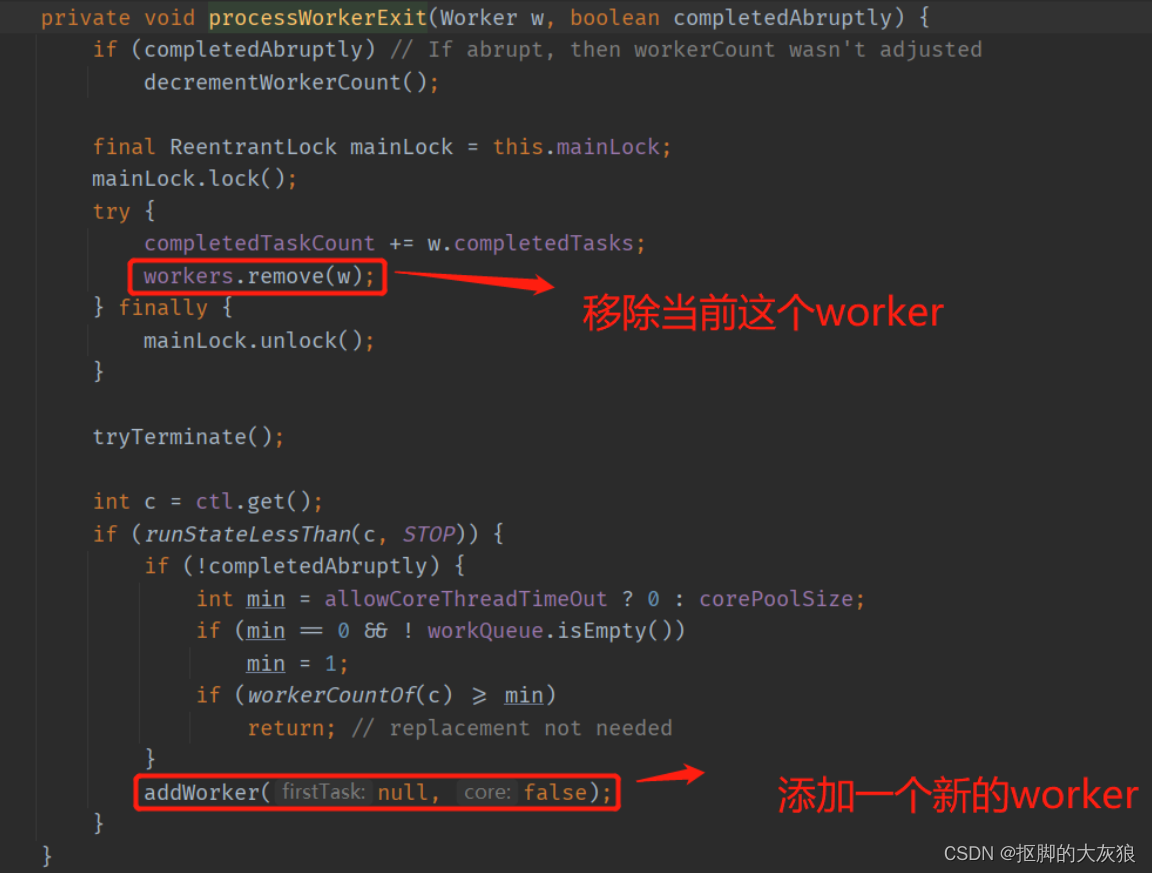 private void processWorkerExit(Worker w, boolean completedAbruptly) {
if (completedAbruptly) // If abrupt, then workerCount wasn't adjusted
decrementWorkerCount();
final ReentrantLock mainLock = this.mainLock;
mainLock.lock();
try {
completedTaskCount += w.completedTasks;
workers.remove(w);
移除当前这个worker
} finally {
mainLock.unlock();
}
tryTerminate();
int c = ctl.get();
if (runStateLessThan(c, STOP)) {
if (!completedAbruptly) {
int min = allowCoreThreadTimeOut ? 0 : corePoolSize;
if (min == 0 && ! workQueue.isEmpty())
min = 1;
if (workerCountOf(c) >= min)
return; // replacement not needed
}
addWorker( firstTask: null, core: false);
添加一个新的worker
}
}
CSDN @抠脚的大灰狼